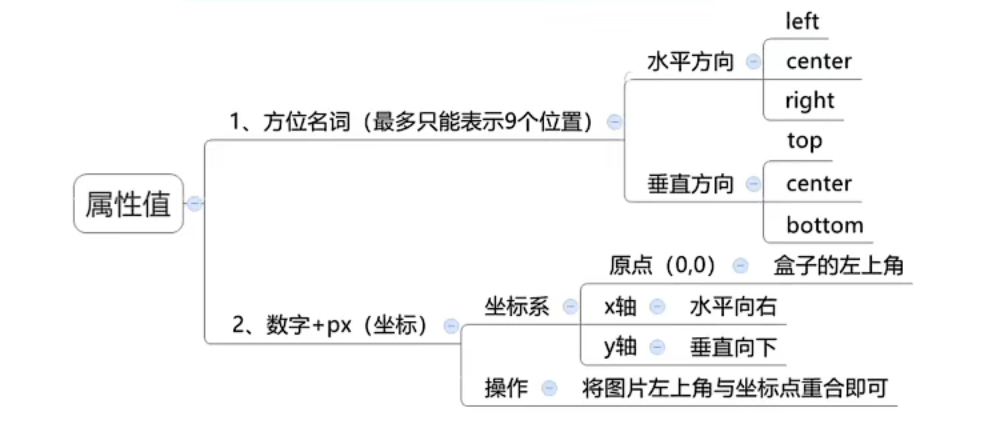 属性值
1、方位名词（最多只能表示9个位置）
水平方向
left
center
right
垂直方向
top
center
bottom
2、数字+px（坐标）
坐标系
原点（0,0） 盒子的左上角
x轴 水平向右
y轴 垂直向下
操作 将图片左上角与坐标点重合即可